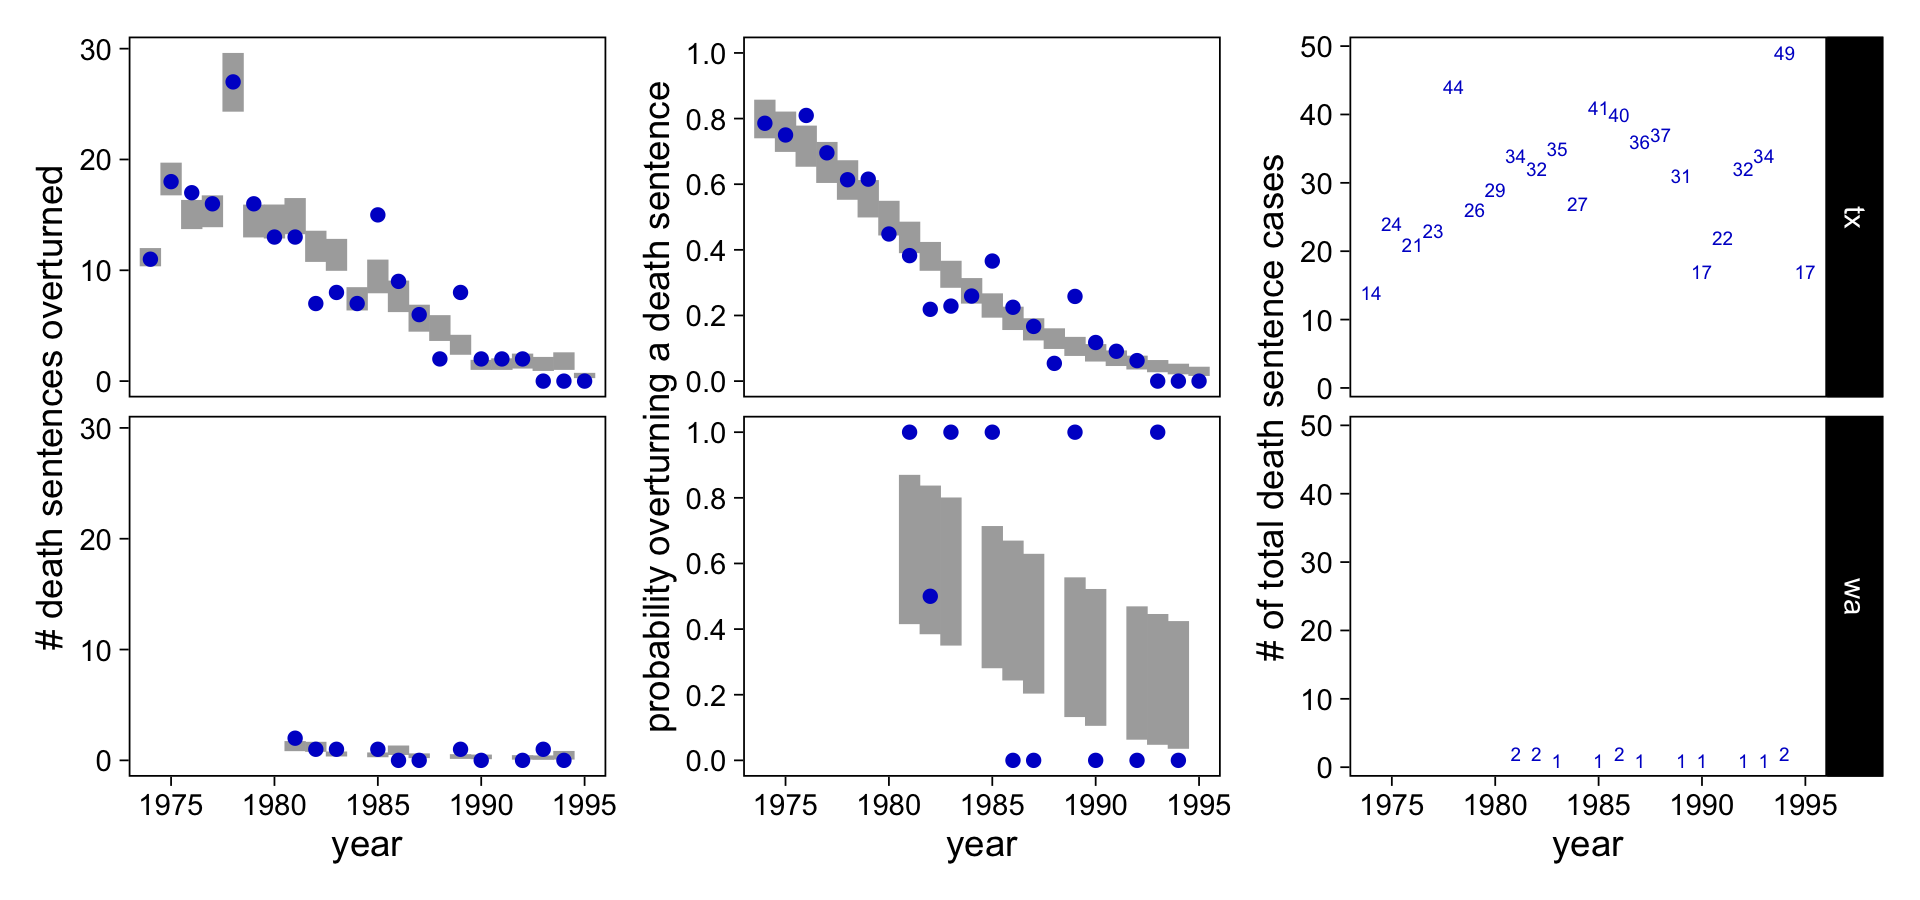 # death sentences overturned
30
20
10
0
30
20
10
0
1975 1980 1985 1990 1995
year
probability overturning a death sentence
1.0
0.8
0.6
0.4
0.2
0.0
1.0
0.8
0.6
0.4
0.2
0.0
1975 1980 1985 1990 1995
year
# of total death sentence cases
50
40
30
20
10
0
14 24 21 23 44 26 29 34 32 35 27 41 40 36 37 31 17 22 32 34 49 17
tx
50
40
30
20
10
0
2 2 1 1 2 1 1 1 1 1 2
wa
1975 1980 1985 1990 1995
year